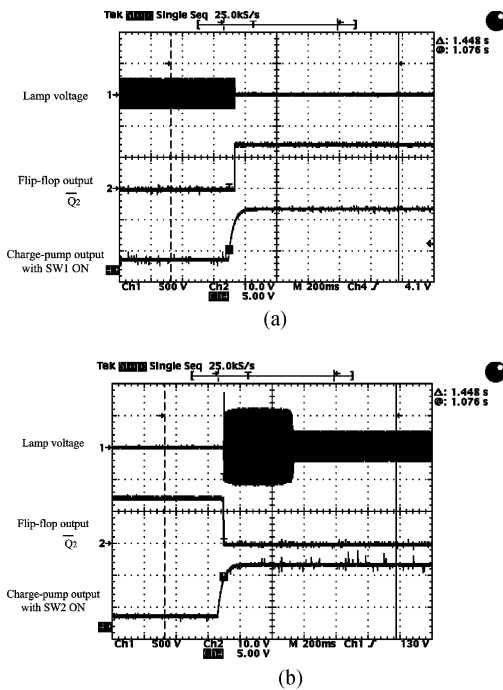 Tek Single Seq 25.0kS/s
Δ: 1.448 s
@: 1.076 s
Lamp voltage
1
Flip-flop output
Q2
2
Charge-pump output
with SW1 ON
Ch1 500 V Ch2 10.0 V M 200ms Ch4 4.1 V
5.00 V
(a)
Tek Single Seq 25.0kS/s
Δ: 1.448 s
@: 1.076 s
Lamp voltage
1
Flip-flop output
Q2
2
Charge-pump output
with SW2 ON
Ch1 500 V Ch2 10.0 V M 200ms Ch1 130 V
5.00 V
(b)